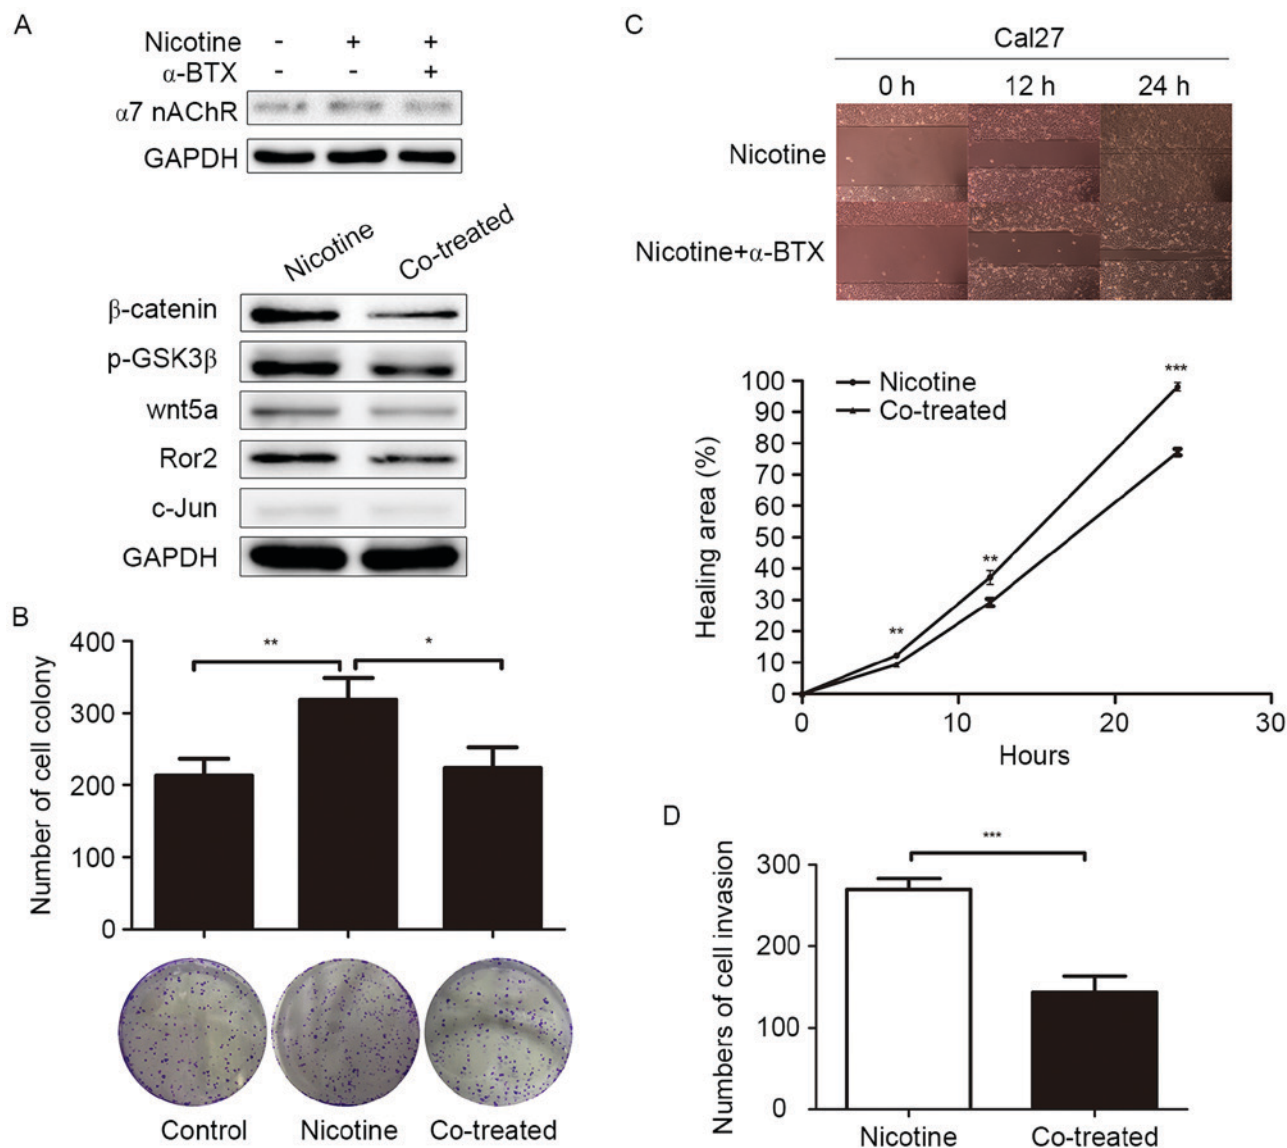 A
Nicotine - + +
α-BTX - - +
α7 nAChR
GAPDH
Nicotine Co-treated
β-catenin
p-GSK3β
wnt5a
Ror2
c-Jun
GAPDH
B
Number of cell colony
400
300
200
100
0
** *
Control Nicotine Co-treated
C
Cal27
0 h 12 h 24 h
Nicotine
Nicotine+α-BTX
Healing area (%)
100
90
80
70
60
50
40
30
20
10
0
Nicotine
Co-treated
**
**
***
0 10 20 30
Hours
D
Numbers of cell invasion
300
200
100
0
***
Nicotine Co-treated